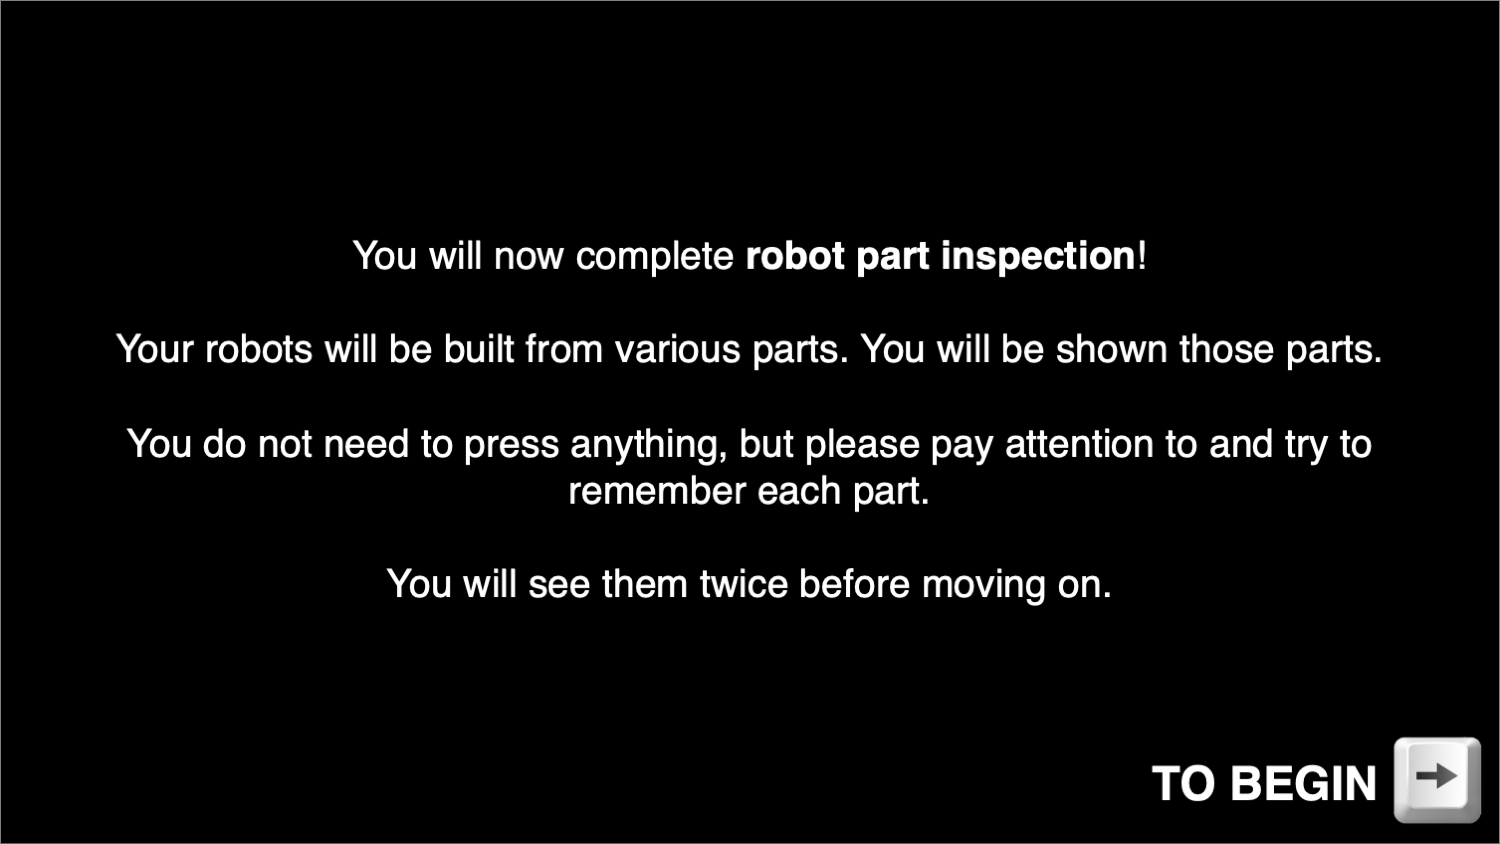 You will now complete robot part inspection!
Your robots will be built from various parts. You will be shown those parts.
You do not need to press anything, but please pay attention to and try to
remember each part.
You will see them twice before moving on.
TO BEGIN